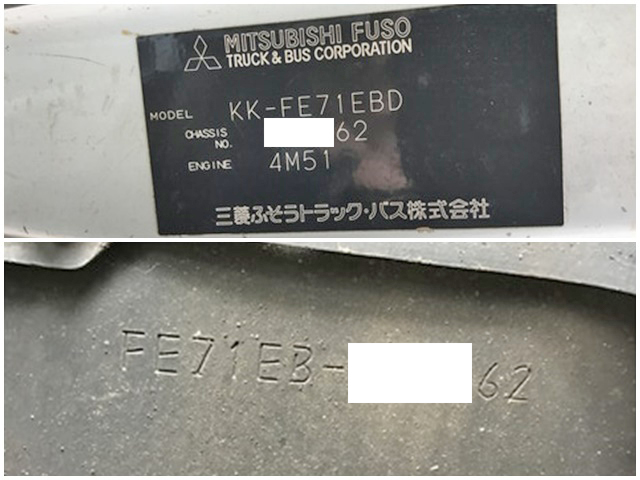 MITSUBISHI FUSO
TRUCK & BUS CORPORATION
MODEL KK-FE71EBD
CHASSIS NO. 62
ENGINE 4M51
三菱ふそうトラック・バス株式会社
FE71EB- 62